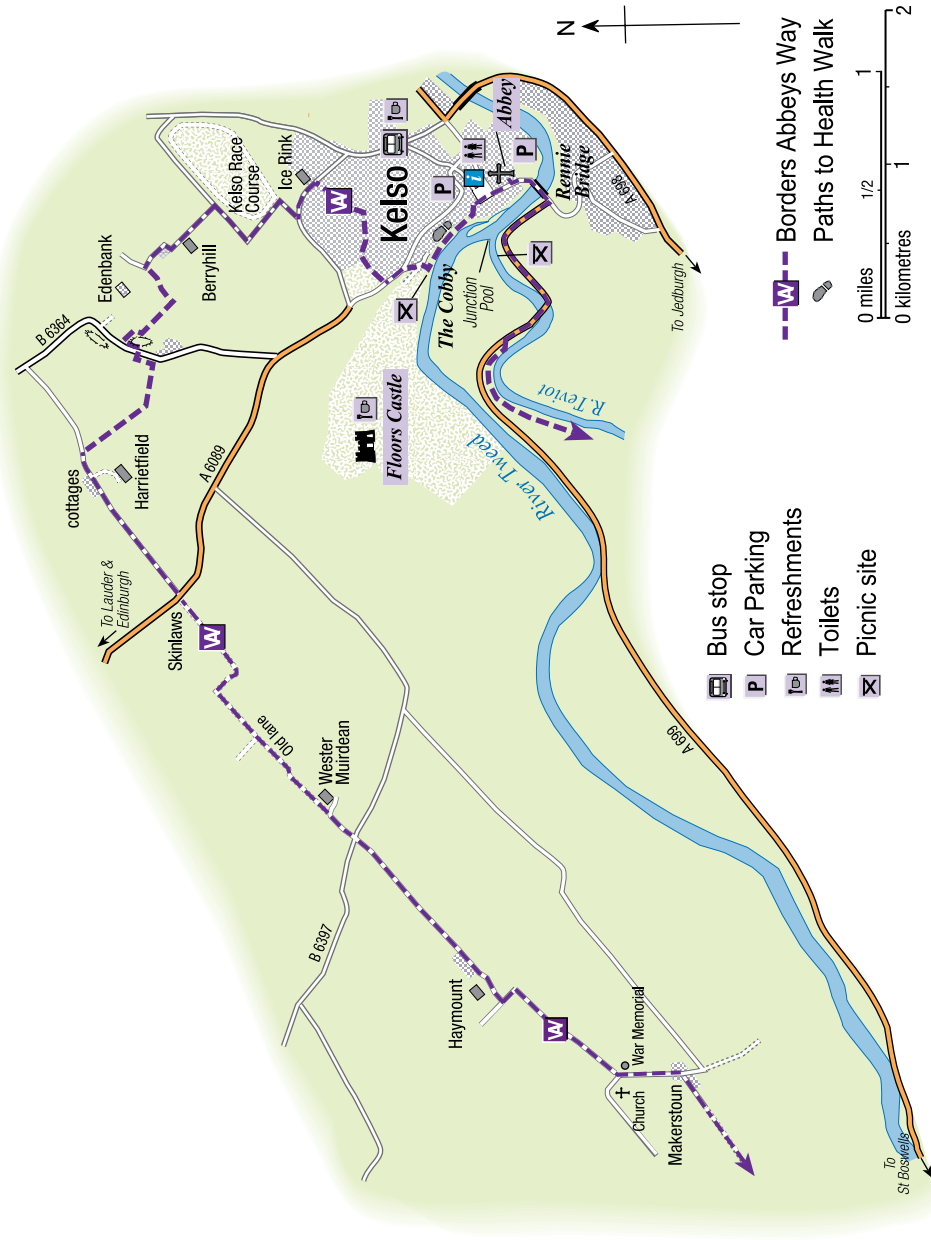 B 6364
Edenbank
Kelso Race
Course
Ice Rink
Berryhill
cottages
Harrietfield
A 6089
To Lauder &
Edinburgh
Skinlaws
W
W
Kelso
P
i
Abbey
P
Rennie
Bridge
A698
To Jedburgh
The Cobby
Junction
Pool
Floors Castle
River Tweed
R.Teviot
Old lane
Wester
Muirdean
B 6397
Haymount
W
War Memorial
Church
Makerstoun
A 699
To
St Boswells
N
Bus stop
P Car Parking
Refreshments
Toilets
Picnic site
W Borders Abbeys Way
Paths to Health Walk
0 miles 1/2 1
0 kilometres 1 2